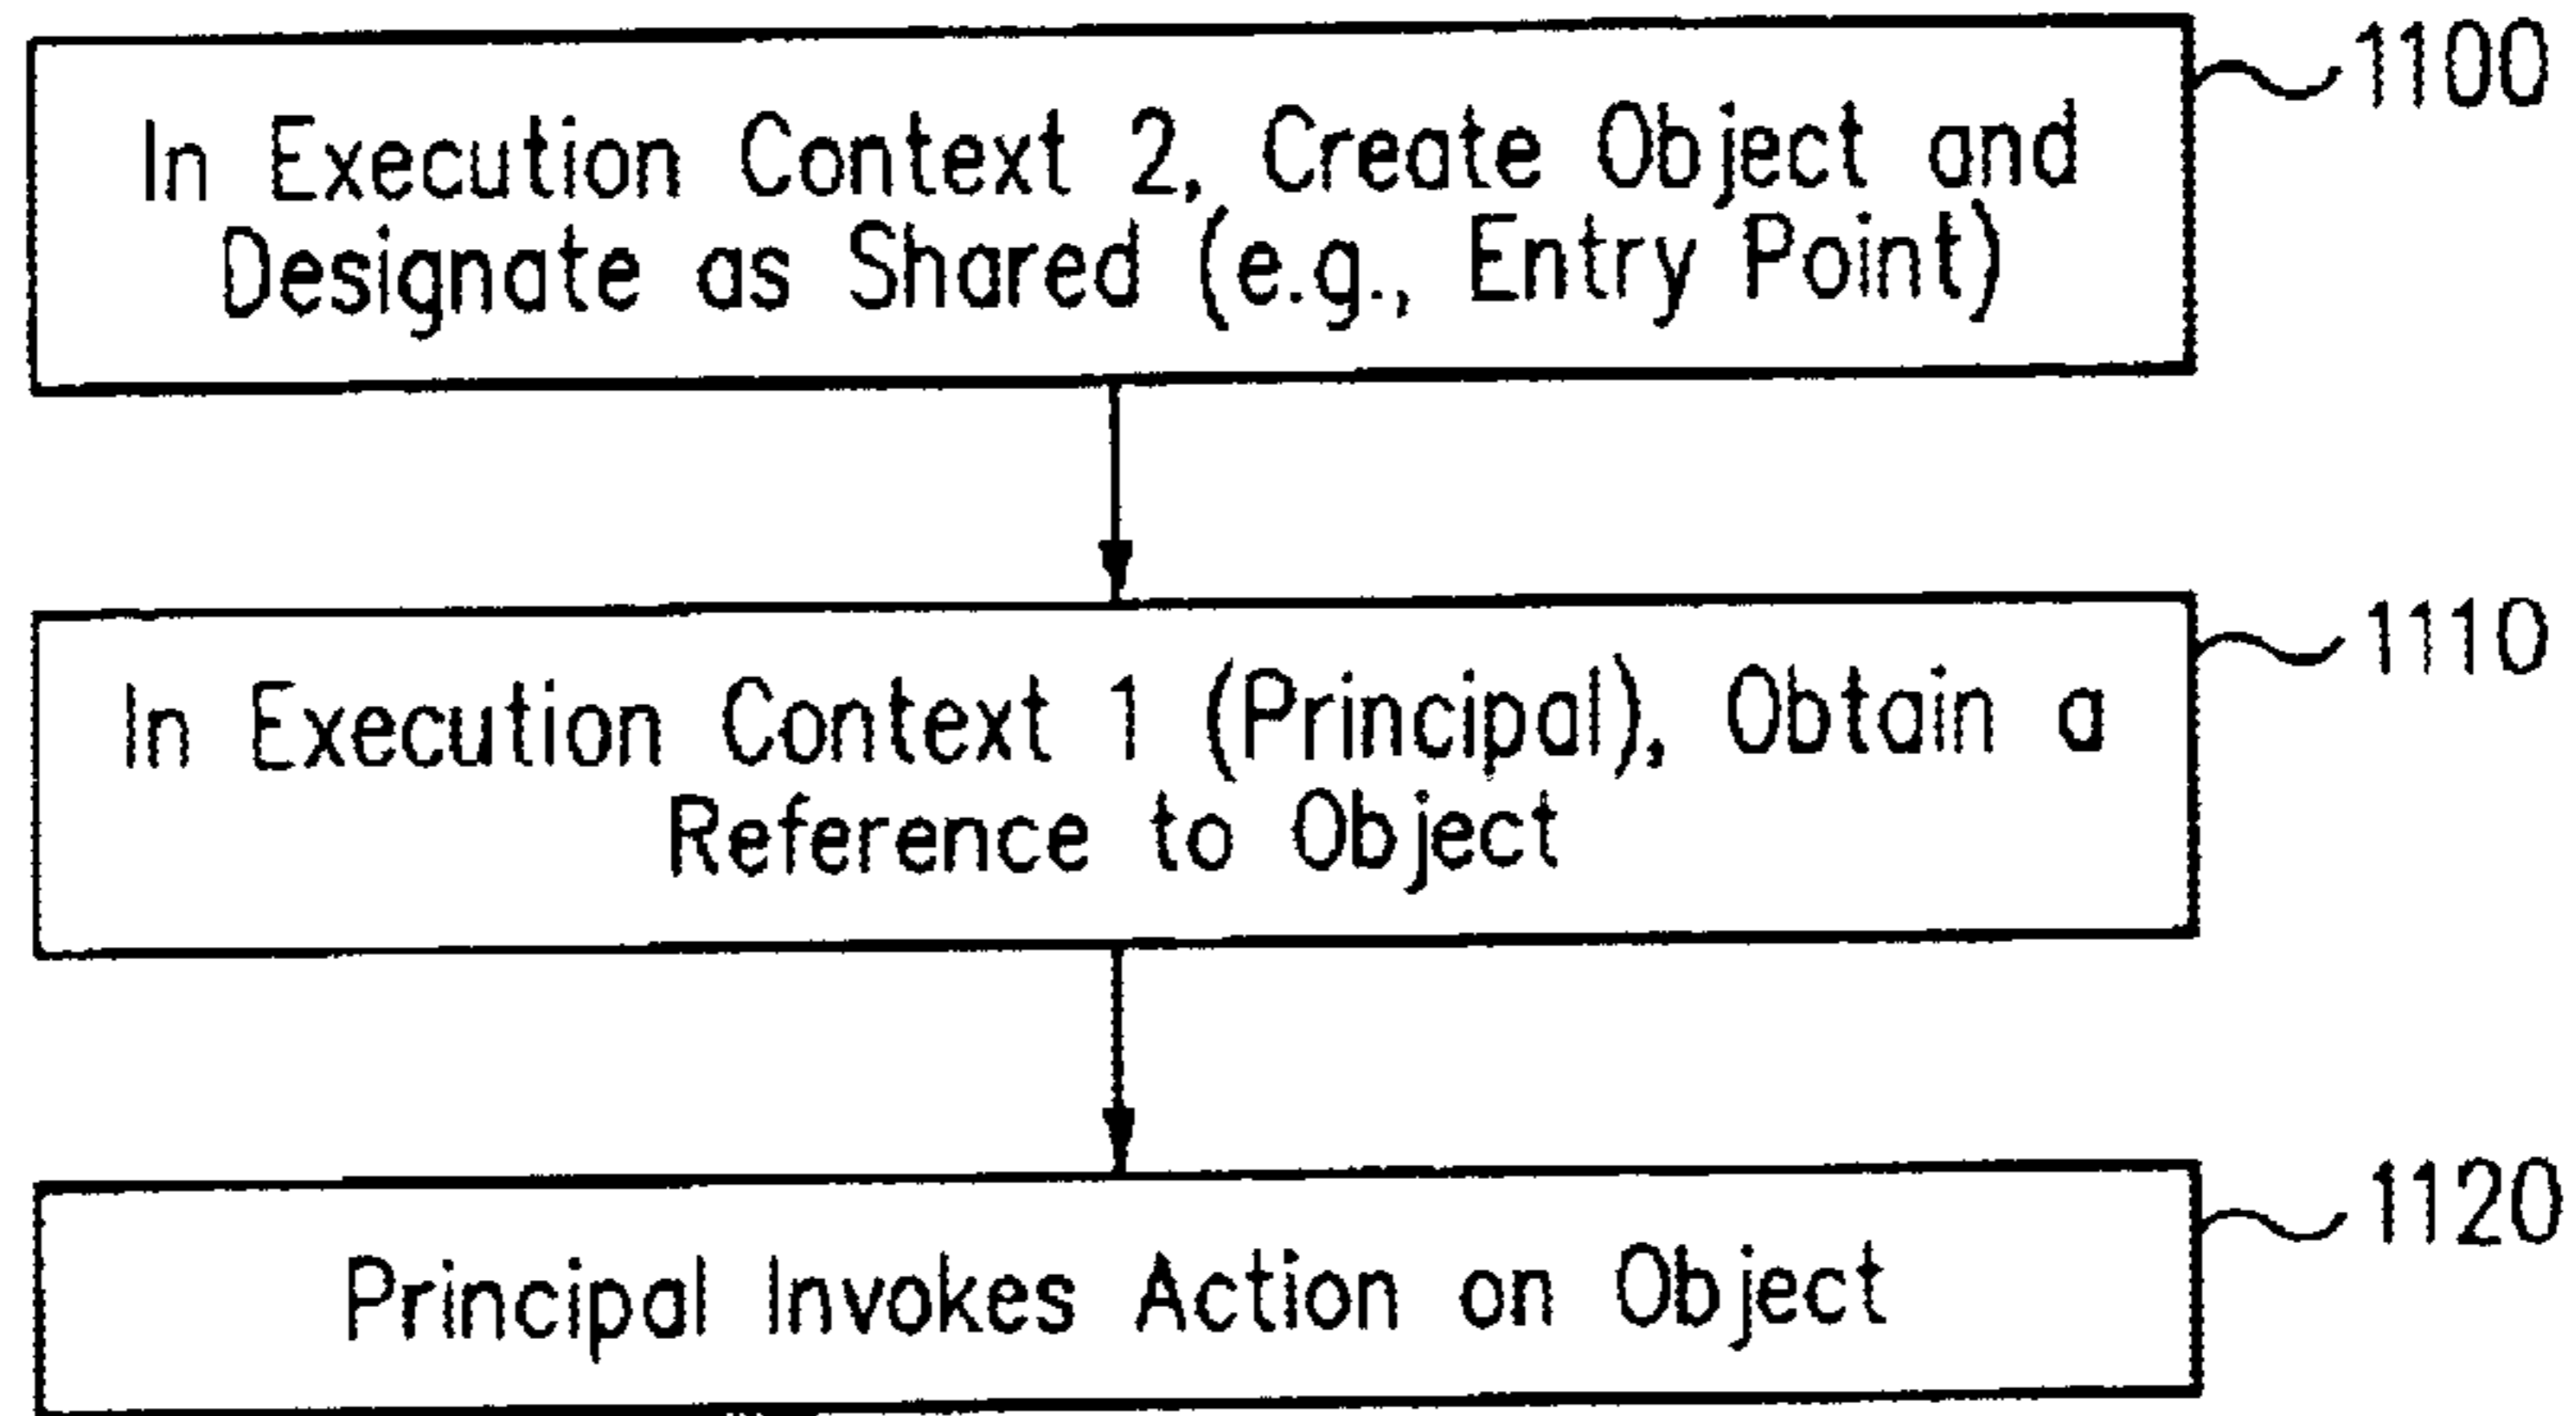 1100
In Execution Context 2, Create Object and
Designate as Shared (e.g., Entry Point)
1110
In Execution Context 1 (Principal), Obtain a
Reference to Object
1120
Principal Invokes Action on Object